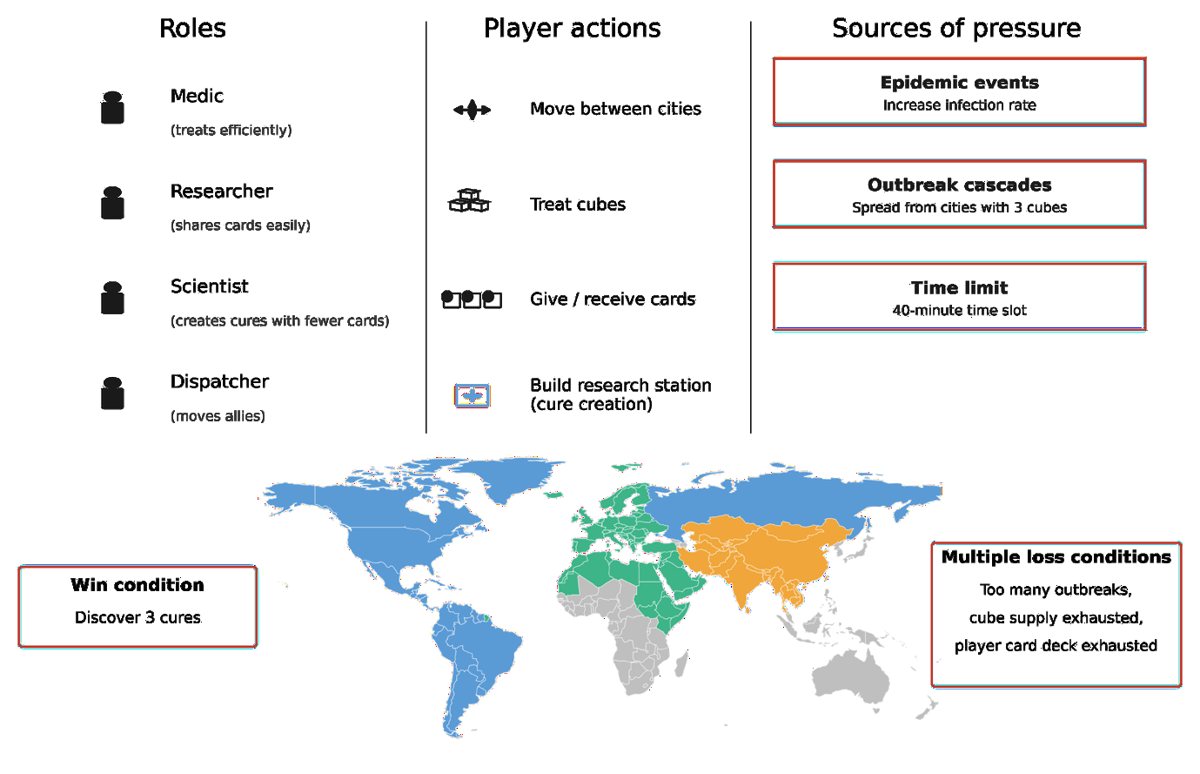 Roles
Medic
(treats efficiently)
Researcher
(shares cards easily)
Scientist
(creates cures with fewer cards)
Dispatcher
(moves allies)
Player actions
Move between cities
Treat cubes
Give / receive cards
Build research station
(cure creation)
Sources of pressure
Epidemic events
Increase infection rate
Outbreak cascades
Spread from cities with 3 cubes
Time limit
40-minute time slot
Win condition
Discover 3 cures
Multiple loss conditions
Too many outbreaks,
cube supply exhausted,
player card deck exhausted